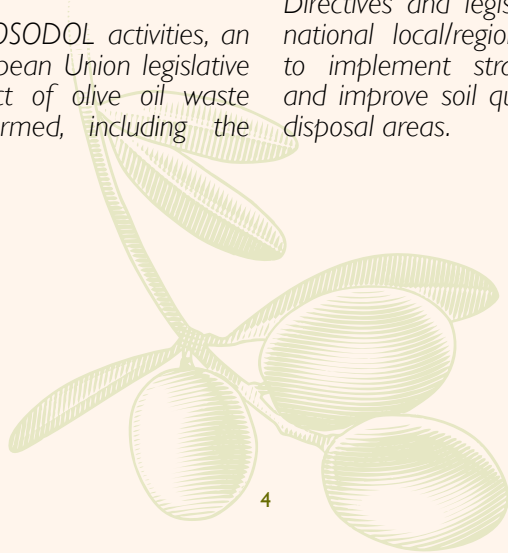 OSODOL activities, an
pean Union legislative
ct of olive oil waste
rmed, including the
Directives and legis
national local/region
to implement stra
and improve soil qu
disposal areas.
4